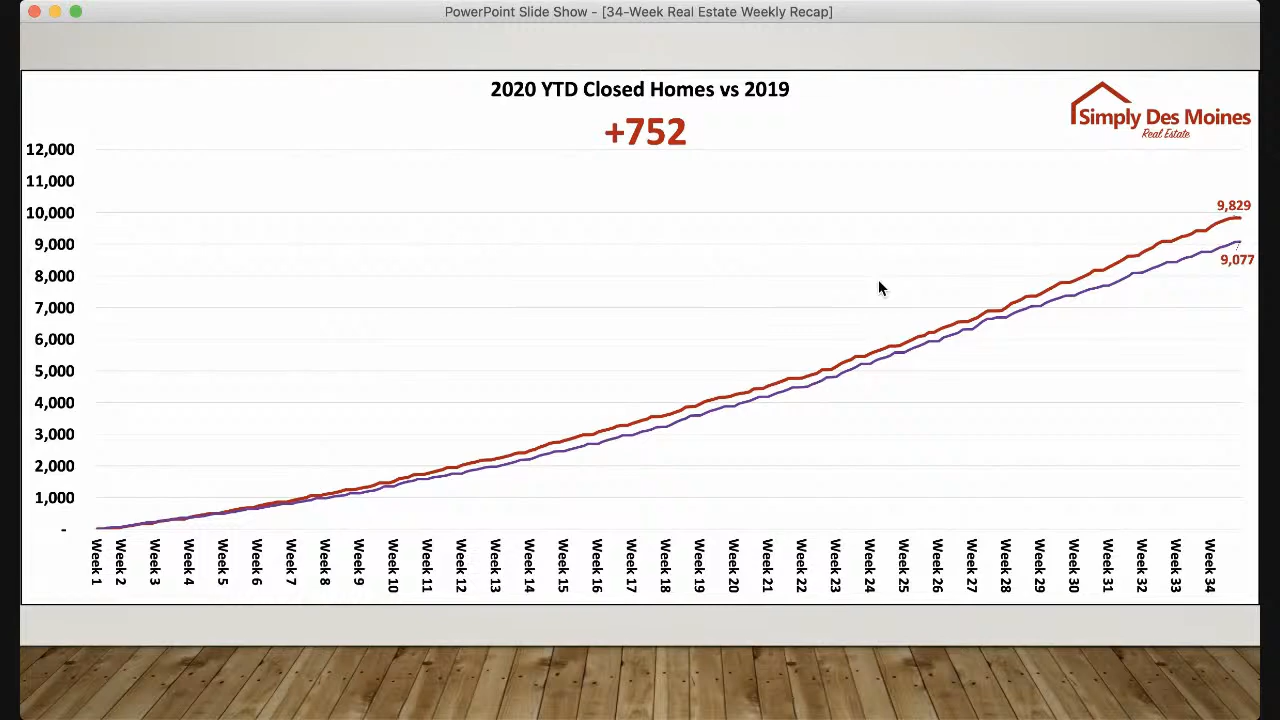 PowerPoint Slide Show - [34-Week Real Estate Weekly Recap]
2020 YTD Closed Homes vs 2019
+752
Simply Des Moines
Real Estate
12,000
11,000
10,000
9,000
8,000
7,000
6,000
5,000
4,000
3,000
2,000
1,000
-
9,829
9,077
Week 1
Week 2
Week 3
Week 4
Week 5
Week 6
Week 7
Week 8
Week 9
Week 10
Week 11
Week 12
Week 13
Week 14
Week 15
Week 16
Week 17
Week 18
Week 19
Week 20
Week 21
Week 22
Week 23
Week 24
Week 25
Week 26
Week 27
Week 28
Week 29
Week 30
Week 31
Week 32
Week 33
Week 34